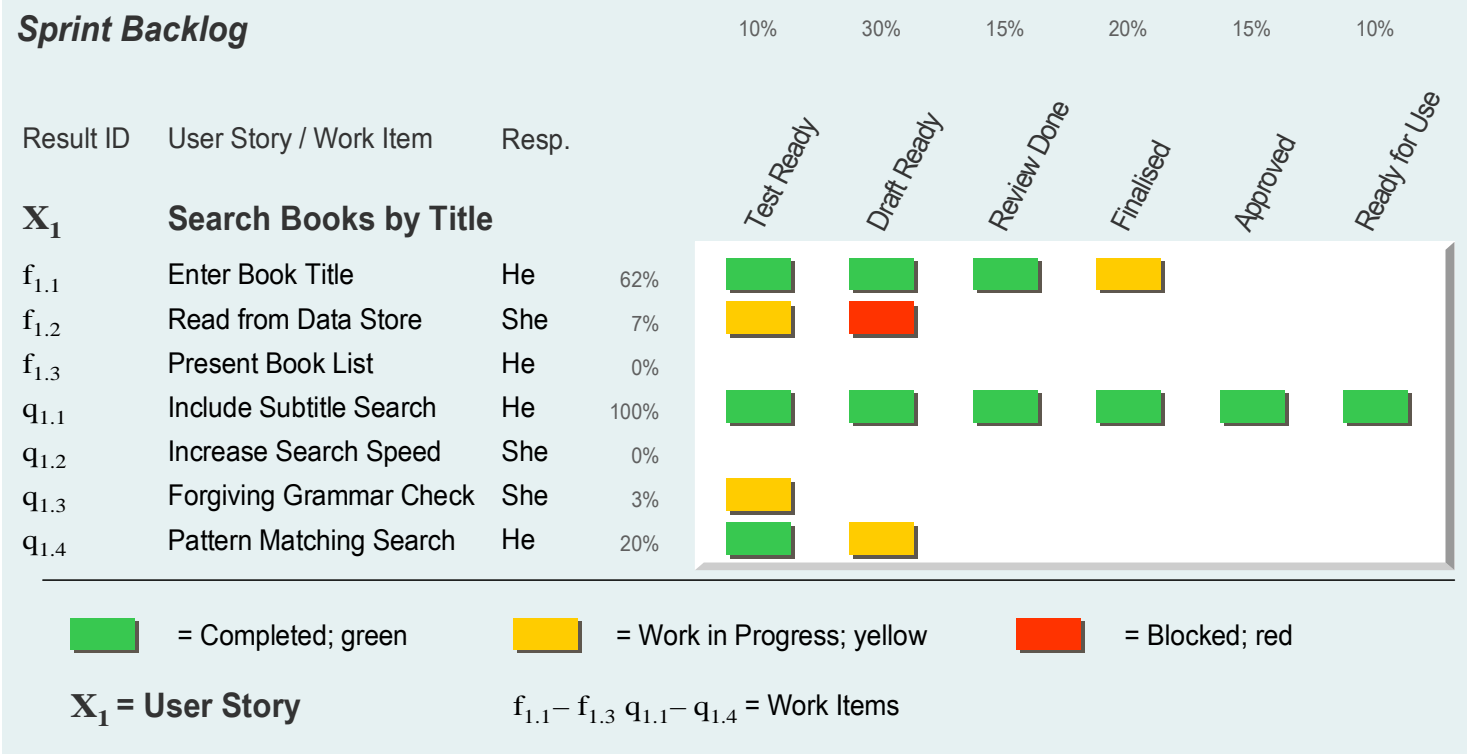 Sprint Backlog 10% 30% 15% 20% 15% 10%
Result ID User Story / Work Item Resp. Test Ready Draft Ready Review Done Finalised Approved Ready for Use
X1 Search Books by Title
f1.1 Enter Book Title He 62%
f1.2 Read from Data Store She 7%
f1.3 Present Book List He 0%
q1.1 Include Subtitle Search He 100%
q1.2 Increase Search Speed She 0%
q1.3 Forgiving Grammar Check She 3%
q1.4 Pattern Matching Search He 20%
= Completed; green = Work in Progress; yellow = Blocked; red
X1 = User Story f1.1– f1.3 q1.1– q1.4 = Work Items